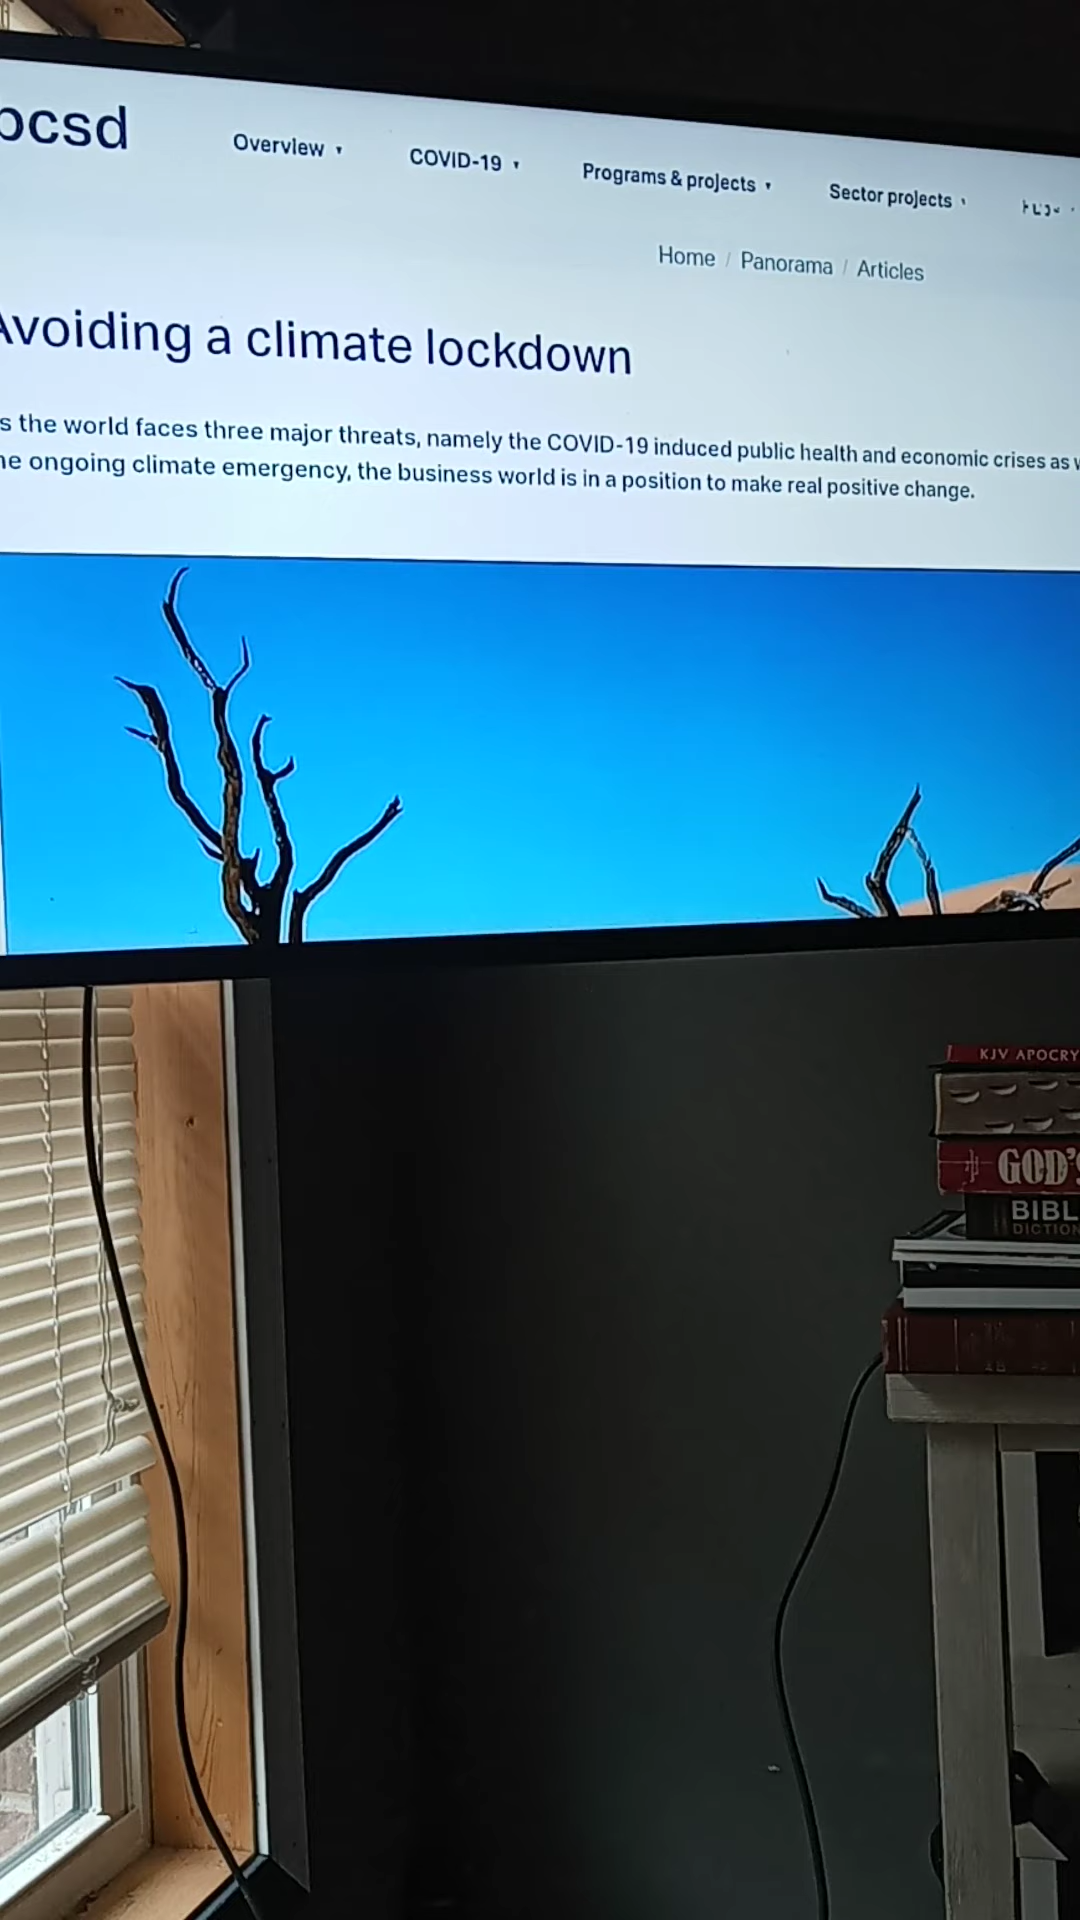 bcsd
Overview COVID-19 Programs & projects Sector projects
Home / Panorama / Articles
Avoiding a climate lockdown
s the world faces three major threats, namely the COVID-19 induced public health and economic crises as w
he ongoing climate emergency, the business world is in a position to make real positive change.
KJV APOCRY
GOD'S
BIBL
DICTION